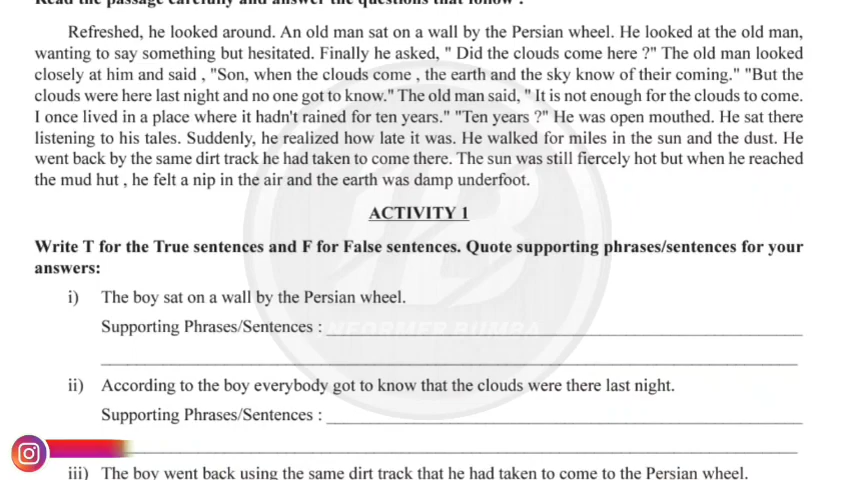 Read the passage carefully and answer the questions that follow :
Refreshed, he looked around. An old man sat on a wall by the Persian wheel. He looked at the old man,
wanting to say something but hesitated. Finally he asked, " Did the clouds come here ?" The old man looked
closely at him and said , "Son, when the clouds come , the earth and the sky know of their coming." "But the
clouds were here last night and no one got to know." The old man said, " It is not enough for the clouds to come.
I once lived in a place where it hadn't rained for ten years." "Ten years ?" He was open mouthed. He sat there
listening to his tales. Suddenly, he realized how late it was. He walked for miles in the sun and the dust. He
went back by the same dirt track he had taken to come there. The sun was still fiercely hot but when he reached
the mud hut , he felt a nip in the air and the earth was damp underfoot.
ACTIVITY 1
Write T for the True sentences and F for False sentences. Quote supporting phrases/sentences for your
answers:
i) The boy sat on a wall by the Persian wheel.
Supporting Phrases/Sentences :
INFORMER BUMBA
ii) According to the boy everybody got to know that the clouds were there last night.
Supporting Phrases/Sentences :
iii) The boy went back using the same dirt track that he had taken to come to the Persian wheel.